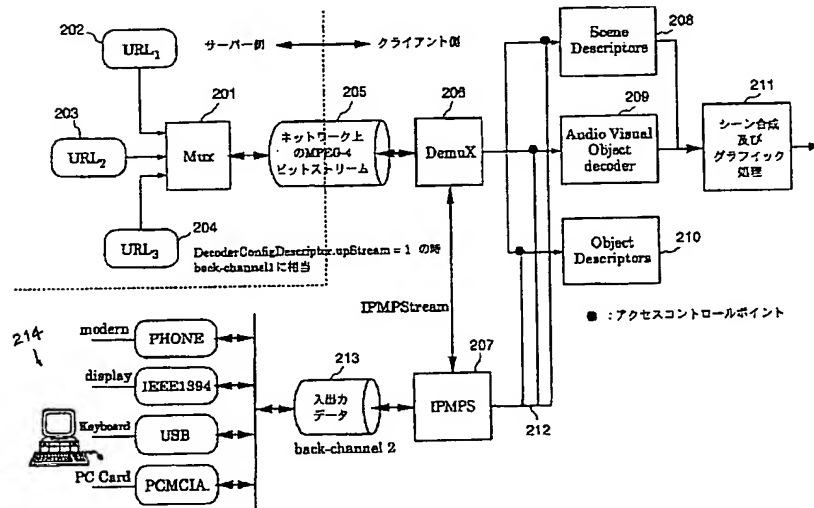 202
URL1
サーバー側
クライアント側
203
URL2
201
Mux
204
URL3
205
ネットワーク上
のMPEG-4
ビットストリーム
206
DemuX
Scene
Descriptors
208
209
Audio Visual
Object
decoder
211
シーン合成
及び
グラフィック
処理
Object
Descriptors
210
DecoderConfigDescriptor.upStream = 1 の時
back-channel1に相当
IPMPStream
● : アクセスコントロールポイント
214
modern
PHONE
display
IEEE1394
Keyboard
USB
PC Card
PCMCIA.
213
入出力
データ
back-channel 2
207
IPMPS
212